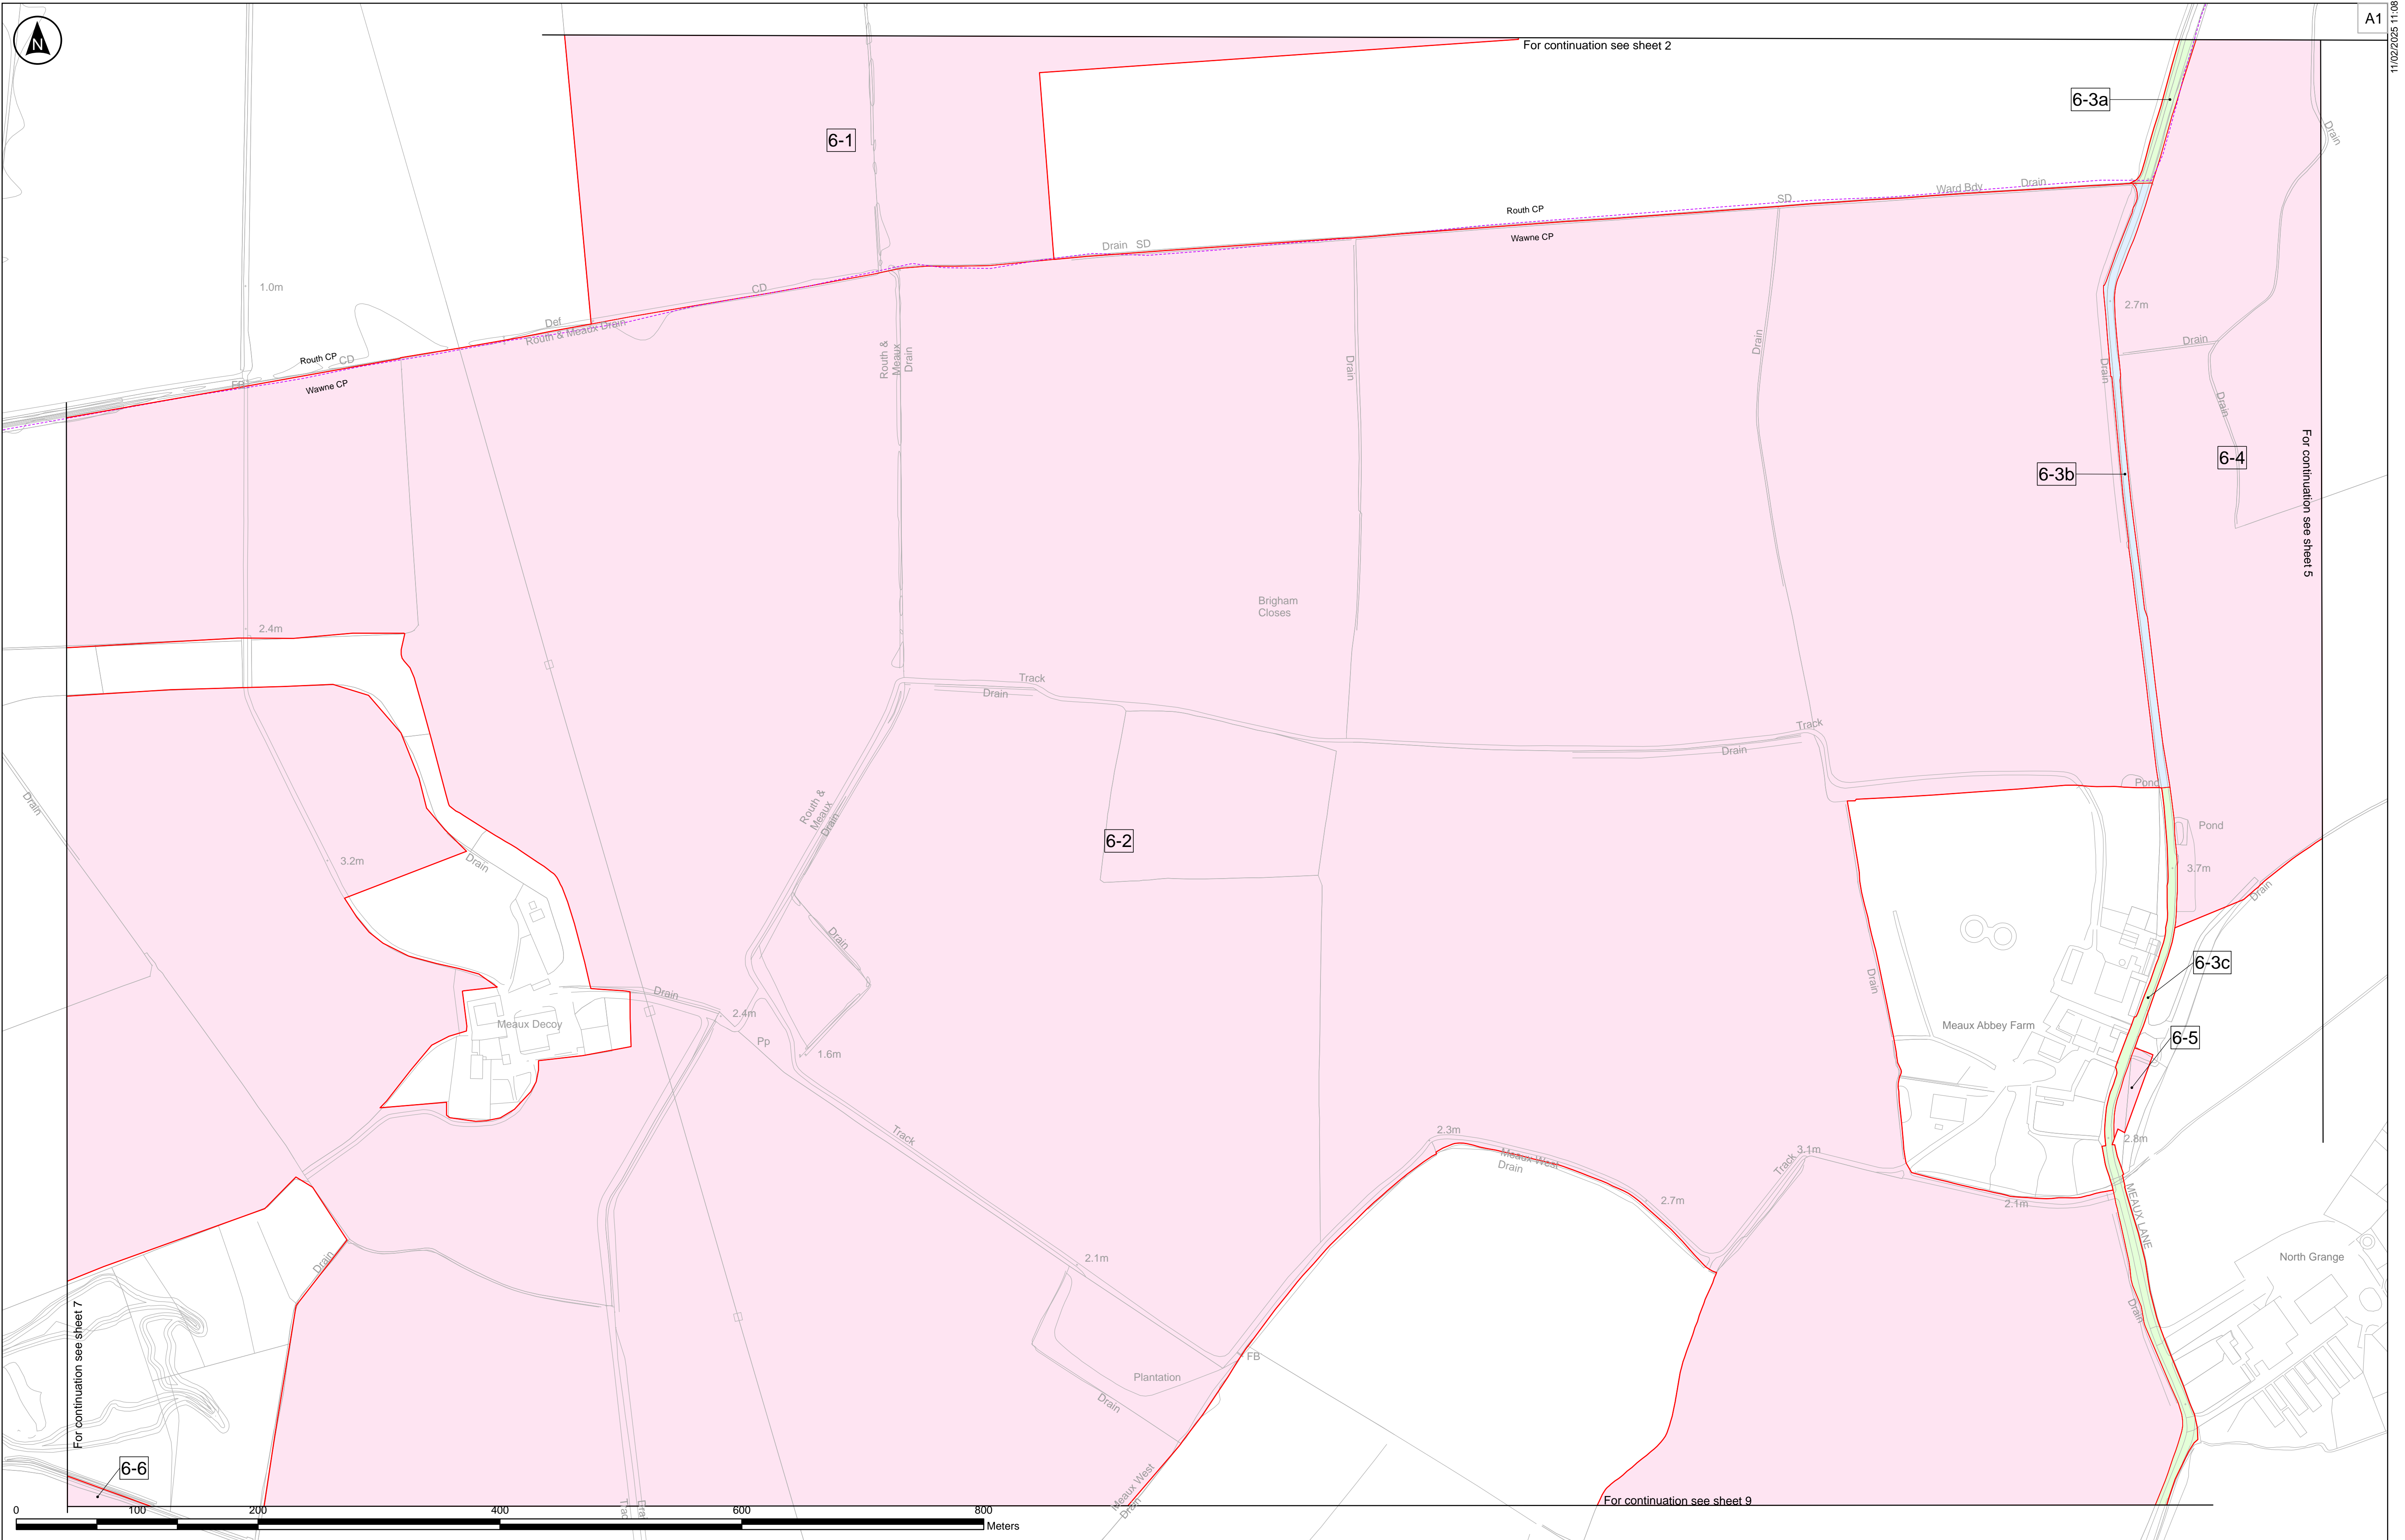 A1
11/02/2025 11:08
N
For continuation see sheet 2
6-3a
6-1
Drain
Ward Bdy
Drain
SD
Routh CP
Wawne CP
Drain
SD
CD
1.0m
2.7m
Def
Routh & Meaux Drain
Drain
Routh CP
CD
Wawne CP
Routh &
Meaux
Drain
Drain
Drain
Drain
Drain
6-4
6-3b
For continuation see sheet 5
Brigham
Closes
2.4m
Track
Drain
Track
Drain
Pond
Drain
Routh &
Meaux
Drain
Pond
6-2
3.2m
Drain
3.7m
Drain
Drain
6-3c
Drain
Drain
2.4m
Meaux Decoy
Meaux Abbey Farm
6-5
Pp
1.6m
Track
2.3m
2.8m
Meaux West
Drain
3.1m
Track
2.7m
2.1m
MEAUX LANE
Drain
2.1m
North Grange
Drain
For continuation see sheet 7
FB
Plantation
Drain
6-6
Meaux West
Drain
For continuation see sheet 9
0
100
200
400
600
800
Meters